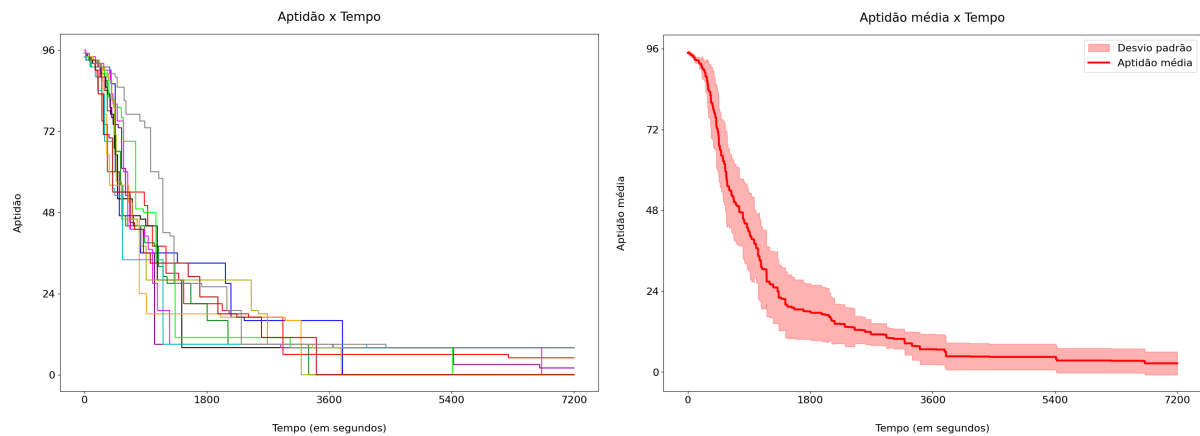 Aptidão x Tempo
96
72
48
24
0
Aptidão
0 1800 3600 5400 7200
Tempo (em segundos)
Aptidão média x Tempo
Desvio padrão
Aptidão média
96
72
48
24
0
Aptidão média
0 1800 3600 5400 7200
Tempo (em segundos)